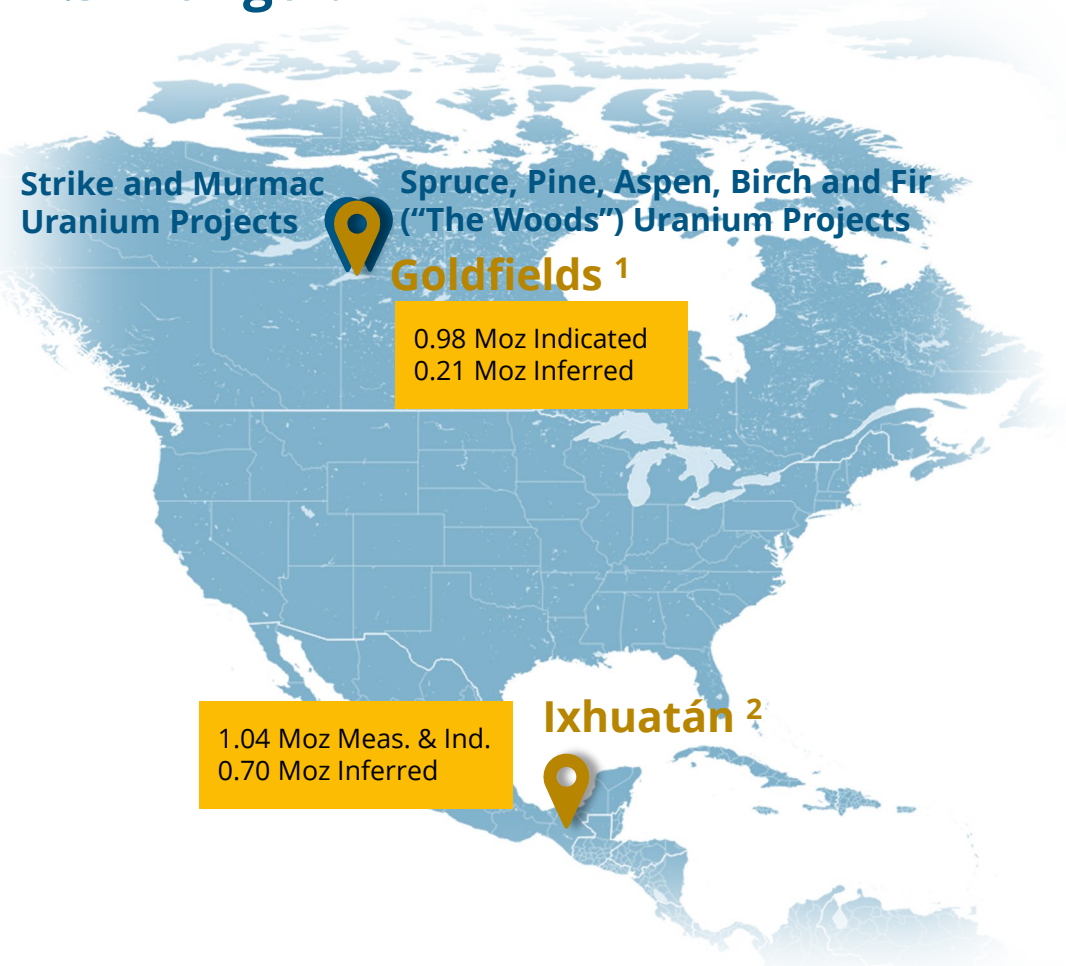 Strike and Murmac
Uranium Projects
Spruce, Pine, Aspen, Birch and Fir
(“The Woods”) Uranium Projects
Goldfields ¹
0.98 Moz Indicated
0.21 Moz Inferred
Ixhuatán ²
1.04 Moz Meas. & Ind.
0.70 Moz Inferred